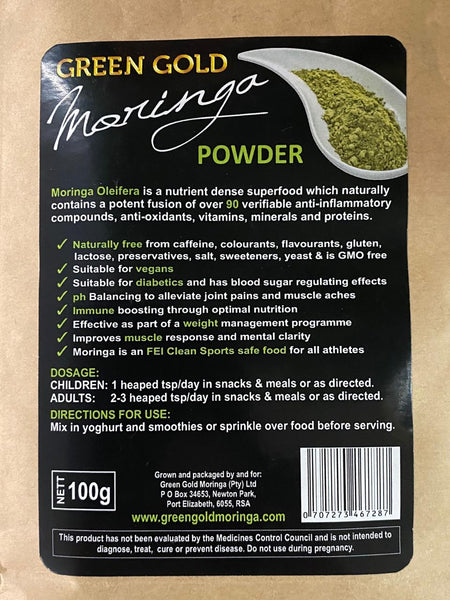 GREEN GOLD
Moringa
POWDER
Moringa Oleifera is a nutrient dense superfood which naturally
contains a potent fusion of over 90 verifiable anti-inflammatory
compounds, anti-oxidants, vitamins, minerals and proteins.
✓ Naturally free from caffeine, colourants, flavourants, gluten,
lactose, preservatives, salt, sweeteners, yeast & is GMO free
✓ Suitable for vegans
✓ Suitable for diabetics and has blood sugar regulating effects
✓ ph Balancing to alleviate joint pains and muscle aches
✓ Immune boosting through optimal nutrition
✓ Effective as part of a weight management programme
✓ Improves muscle response and mental clarity
✓ Moringa is an FEI Clean Sports safe food for all athletes
DOSAGE:
CHILDREN: 1 heaped tsp/day in snacks & meals or as directed.
ADULTS: 2-3 heaped tsp/day in snacks & meals or as directed.
DIRECTIONS FOR USE:
Mix in yoghurt and smoothies or sprinkle over food before serving.
NETT 100g
Grown and packaged by and for:
Green Gold Moringa (Pty) Ltd
P O Box 34653, Newton Park,
Port Elizabeth, 6055, RSA
www.greengoldmoringa.com
0 707273 467287
This product has not been evaluated by the Medicines Control Council and is not intended to
diagnose, treat, cure or prevent disease. Do not use during pregnancy.